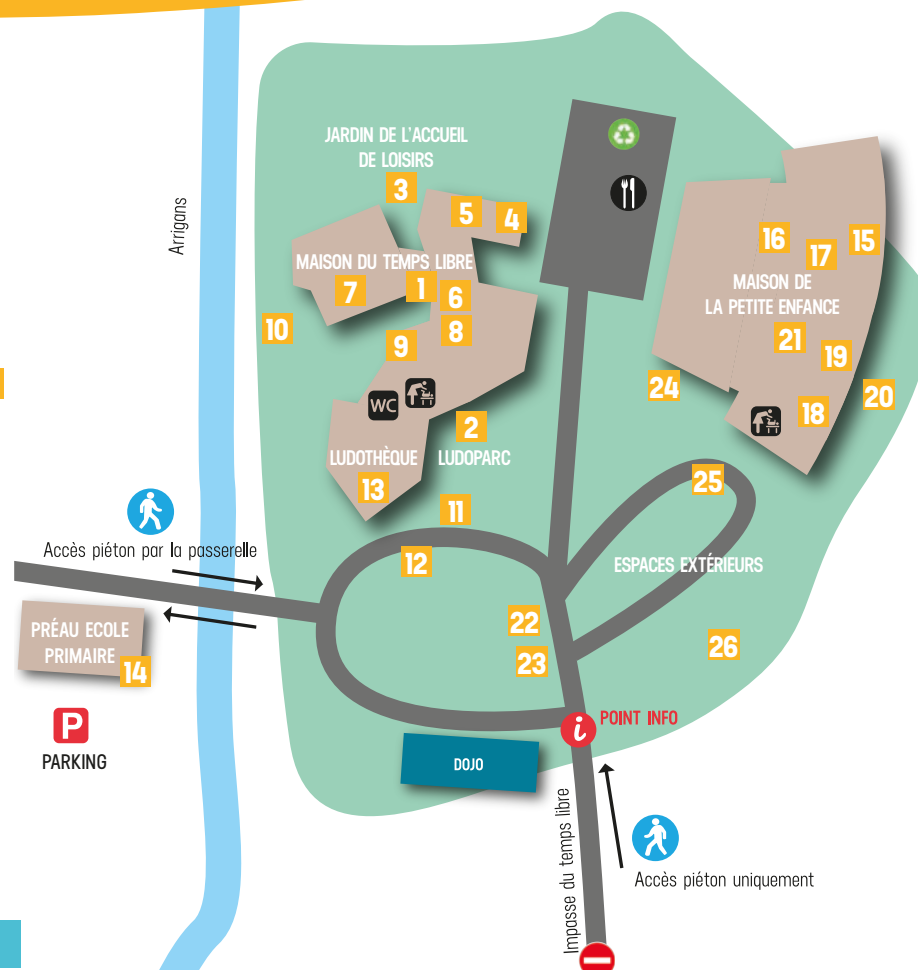 JARDIN DE L'ACCUEIL
DE LOISIRS
3
5
4
Arrigans
MAISON DU TEMPS LIBRE
7
1
6
10
9
8
WC
2
LUDOTHÈQUE
LUDOPARC
13
11
12
16
17
15
MAISON DE
LA PETITE ENFANCE
21
19
24
20
18
25
ESPACES EXTÉRIEURS
22
23
26
Accès piéton par la passerelle
PRÉAU ECOLE
PRIMAIRE
14
P
PARKING
i
POINT INFO
DOJO
Impasse du temps libre
Accès piéton uniquement